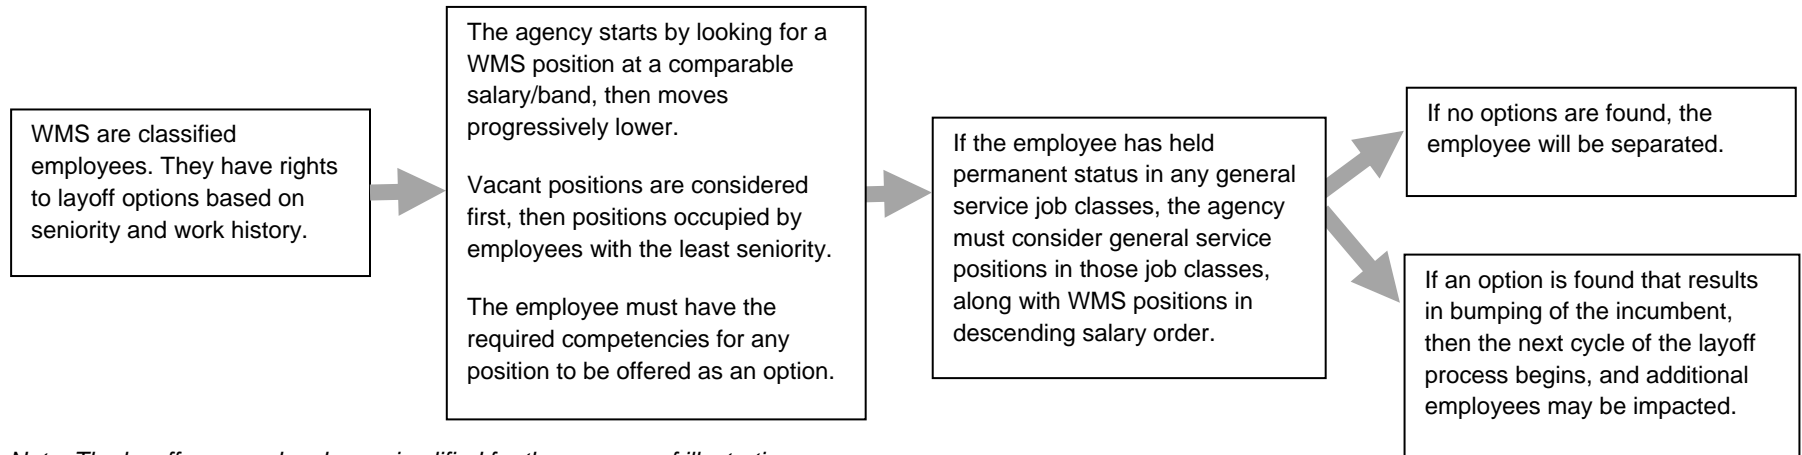 WMS are classified
employees. They have rights
to layoff options based on
seniority and work history.
The agency starts by looking for a
WMS position at a comparable
salary/band, then moves
progressively lower.
Vacant positions are considered
first, then positions occupied by
employees with the least seniority.
The employee must have the
required competencies for any
position to be offered as an option.
If the employee has held
permanent status in any general
service job classes, the agency
must consider general service
positions in those job classes,
along with WMS positions in
descending salary order.
If no options are found, the
employee will be separated.
If an option is found that results
in bumping of the incumbent,
then the next cycle of the layoff
process begins, and additional
employees may be impacted.